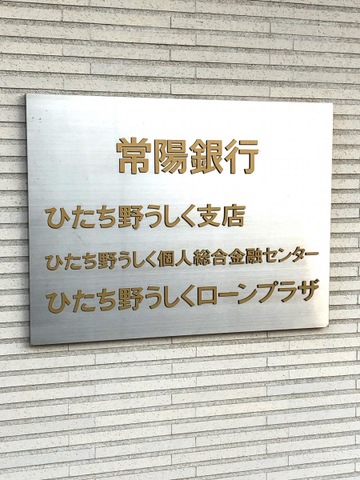 常陽銀行
ひたち野うしく支店
ひたち野うしく個人総合金融センター
ひたち野うしくローンプラザ